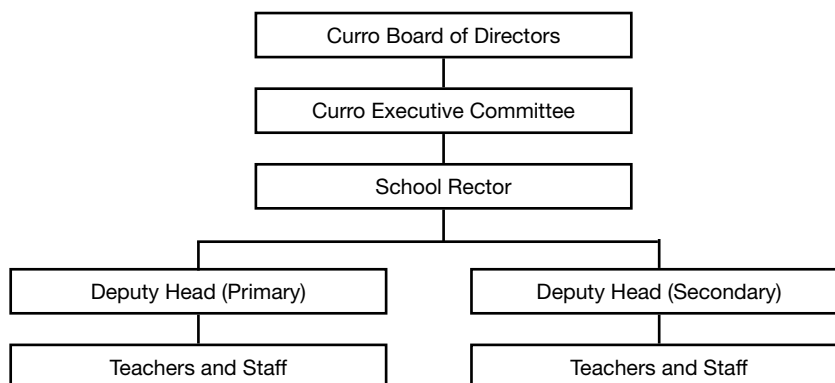 Curro Board of Directors
Curro Executive Committee
School Rector
Deputy Head (Primary)
Deputy Head (Secondary)
Teachers and Staff
Teachers and Staff